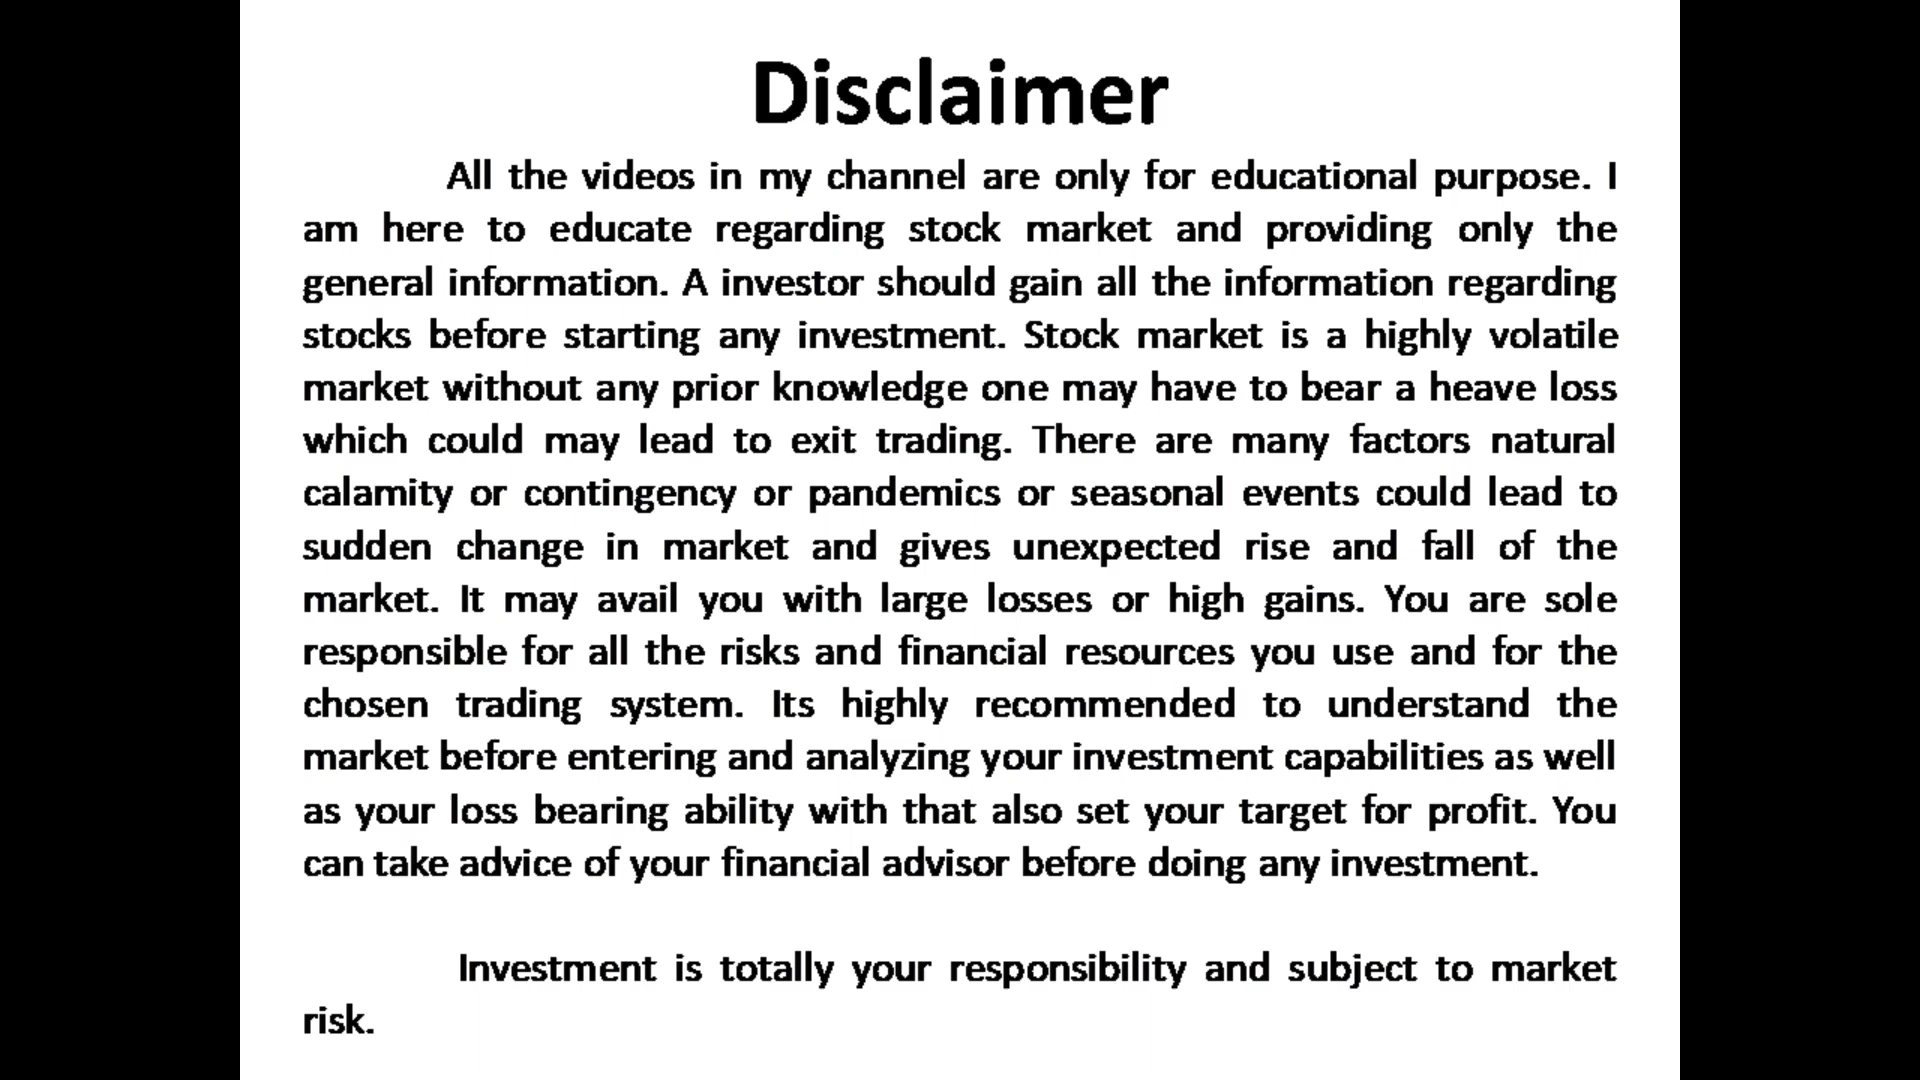 Disclaimer
All the videos in my channel are only for educational purpose. I
am here to educate regarding stock market and providing only the
general information. A investor should gain all the information regarding
stocks before starting any investment. Stock market is a highly volatile
market without any prior knowledge one may have to bear a heave loss
which could may lead to exit trading. There are many factors natural
calamity or contingency or pandemics or seasonal events could lead to
sudden change in market and gives unexpected rise and fall of the
market. It may avail you with large losses or high gains. You are sole
responsible for all the risks and financial resources you use and for the
chosen trading system. Its highly recommended to understand the
market before entering and analyzing your investment capabilities as well
as your loss bearing ability with that also set your target for profit. You
can take advice of your financial advisor before doing any investment.
Investment is totally your responsibility and subject to market
risk.